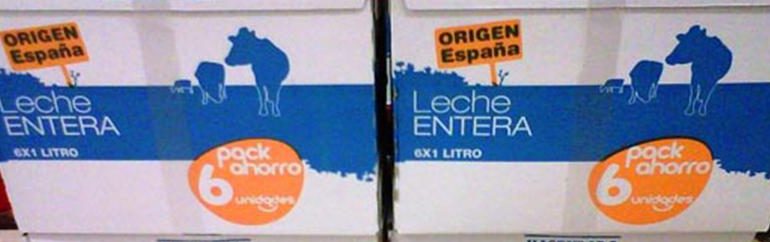 ORIGEN
España
Leche
ENTERA
6X1 LITRO
pack
ahorro
6
unidades
ORIGEN
España
Leche
ENTERA
6X1 LITRO
pack
ahorro
6
unidades